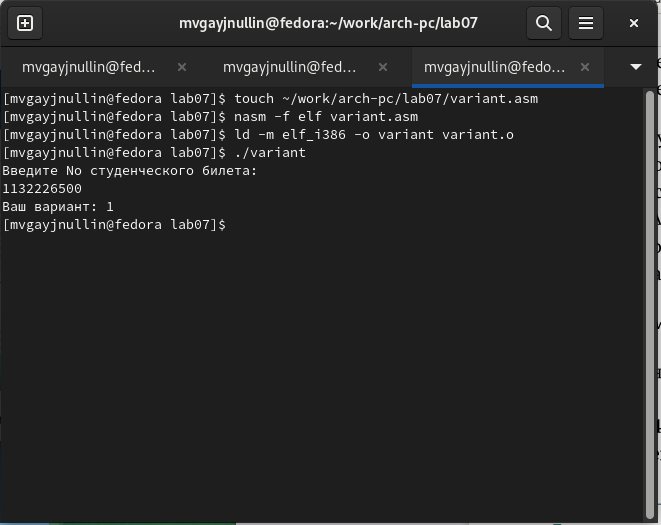 mvgayjnullin@fedora:~/work/arch-pc/lab07
mvgayjnullin@fed... mvgayjnullin@fed... mvgayjnullin@fedo...
[mvgayjnullin@fedora lab07]$ touch ~/work/arch-pc/lab07/variant.asm
[mvgayjnullin@fedora lab07]$ nasm -f elf variant.asm
[mvgayjnullin@fedora lab07]$ ld -m elf_i386 -o variant variant.o
[mvgayjnullin@fedora lab07]$ ./variant
Введите No студенческого билета:
1132226500
Ваш вариант: 1
[mvgayjnullin@fedora lab07]$